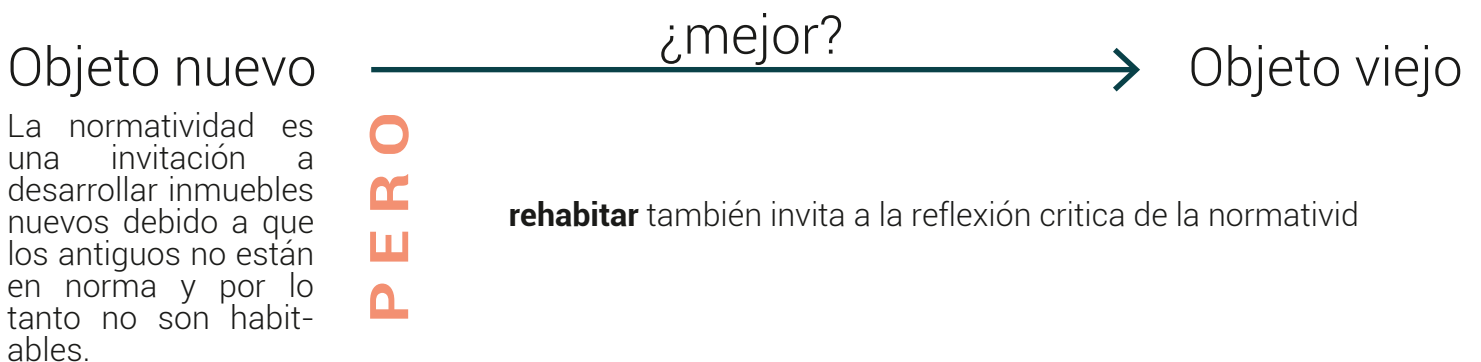 ¿mejor?
Objeto nuevo
Objeto viejo
La normatividad es
una invitación a
desarrollar inmuebles
nuevos debido a que
los antiguos no están
en norma y por lo
tanto no son habit-
ables.
PERO
rehabitar también invita a la reflexión critica de la normativid